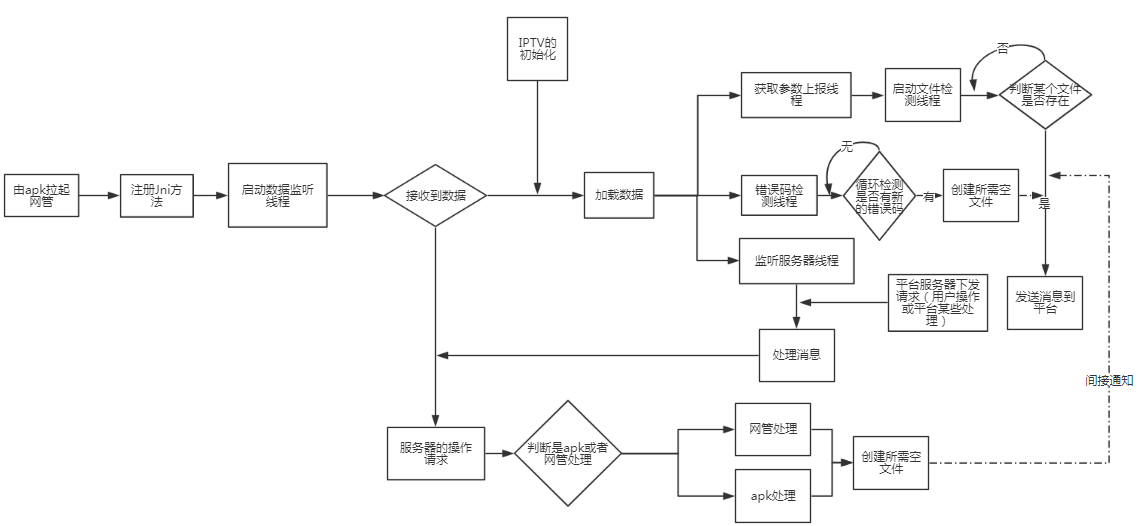 IPTV的
初始化
否
获取参数上报线
程
启动文件检
测线程
判断某个文件
是否存在
由apk拉起
网管
注册Jni方
法
启动数据监听
线程
接收到数据
加载数据
错误码检
测线程
无
循环检测
是否有新
的错误码
有
创建所需空
文件
是
监听服务器线程
平台服务器下发
请求（用户操作
或平台某些处
理）
发送消息到
平台
处理消息
间接通知
服务器的操作
请求
判断是apk或者
网管处理
网管处理
apk处理
创建所需空
文件